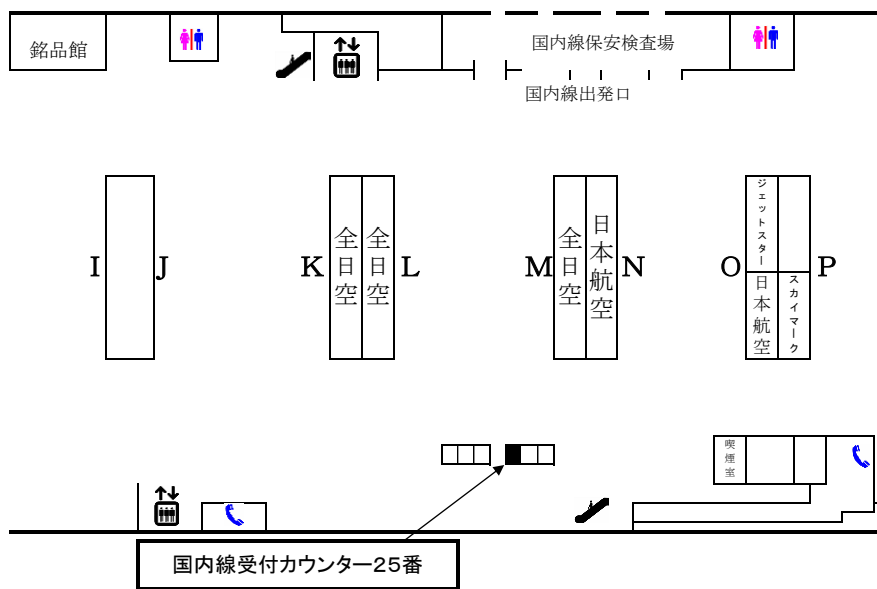 銘品館
国内線保安検査場
国内線出発口
I
J
K
全日空
全日空
L
M
全日空
日本航空
N
O
ジェットスター
日本航空
スカイマーク
P
喫煙室
国内線受付カウンター25番